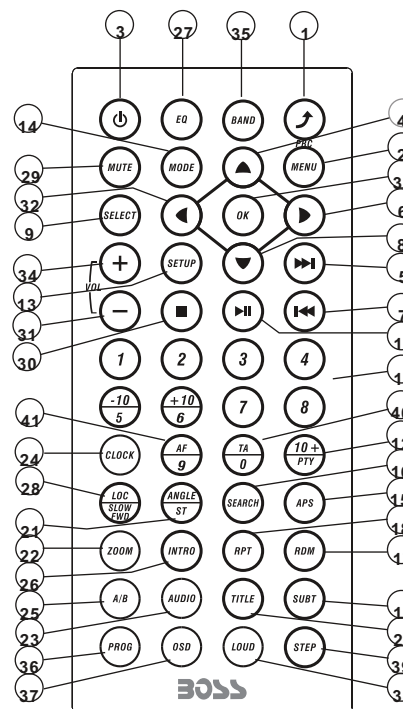 3 27 35 1
EQ BAND
14
PBC
29 MUTE MODE MENU
32
9 SELECT OK
34 SETUP
VOL
13
31
30
1 2 3 4
-10 +10
5 6 7 8
41
AF TA 10+
24 CLOCK 9 0 PTY
28 LOC ANGLE SEARCH APS
SLOW ST
FWD
21
22 ZOOM INTRO RPT RDM
26
25 A/B AUDIO TITLE SUBT
23
36 PROG OSD LOUD STEP
37
BOSS